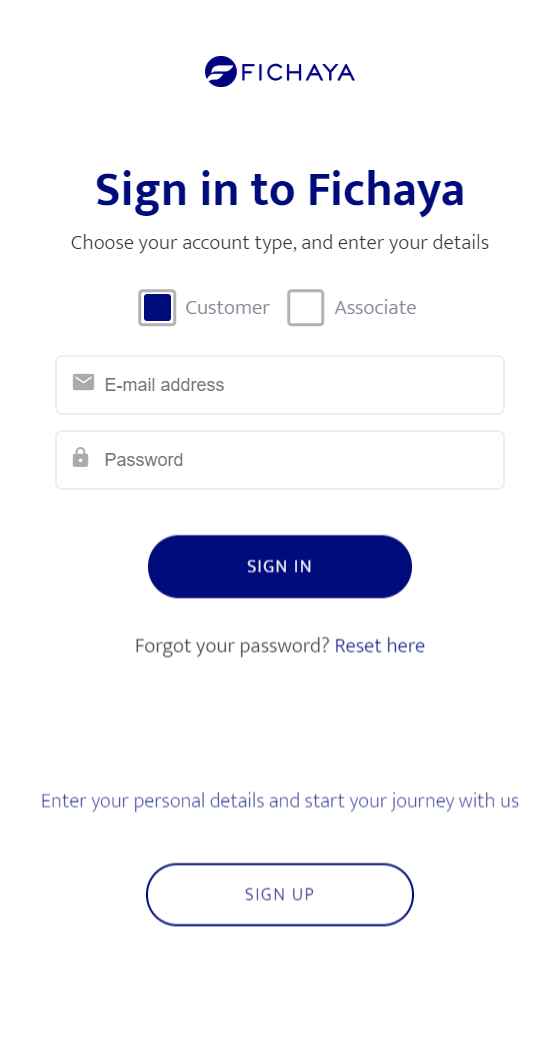 FICHAYA
Sign in to Fichaya
Choose your account type, and enter your details
Customer Associate
E-mail address
Password
SIGN IN
Forgot your password? Reset here
Enter your personal details and start your journey with us
SIGN UP